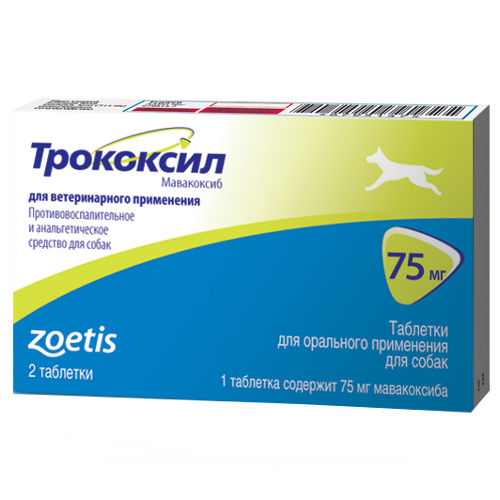 Трококсил
Мавакоксиб
для ветеринарного применения
Противовоспалительное
и анальгетическое
средство для собак
75 мг
zoetis
2 таблетки
Таблетки
для орального применения
для собак
1 таблетка содержит 75 мг мавакоксиба